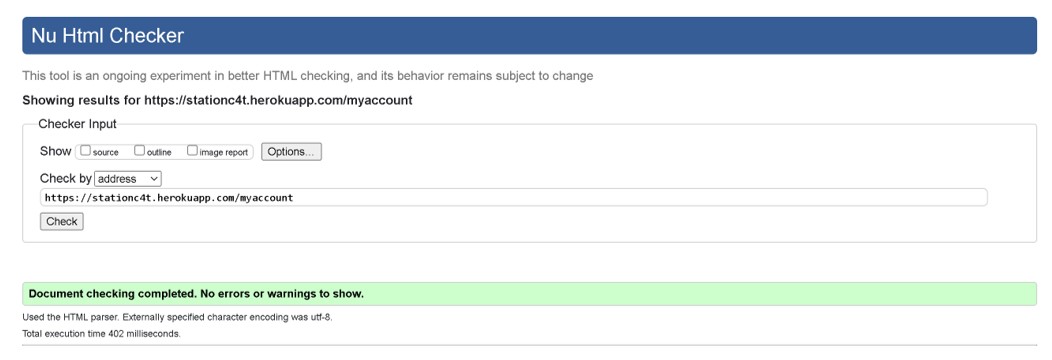 Nu Html Checker
This tool is an ongoing experiment in better HTML checking, and its behavior remains subject to change
Showing results for https://stationc4t.herokuapp.com/myaccount
Checker Input
Show source outline image report Options...
Check by address
https://stationc4t.herokuapp.com/myaccount
Check
Document checking completed. No errors or warnings to show.
Used the HTML parser. Externally specified character encoding was utf-8.
Total execution time 402 milliseconds.